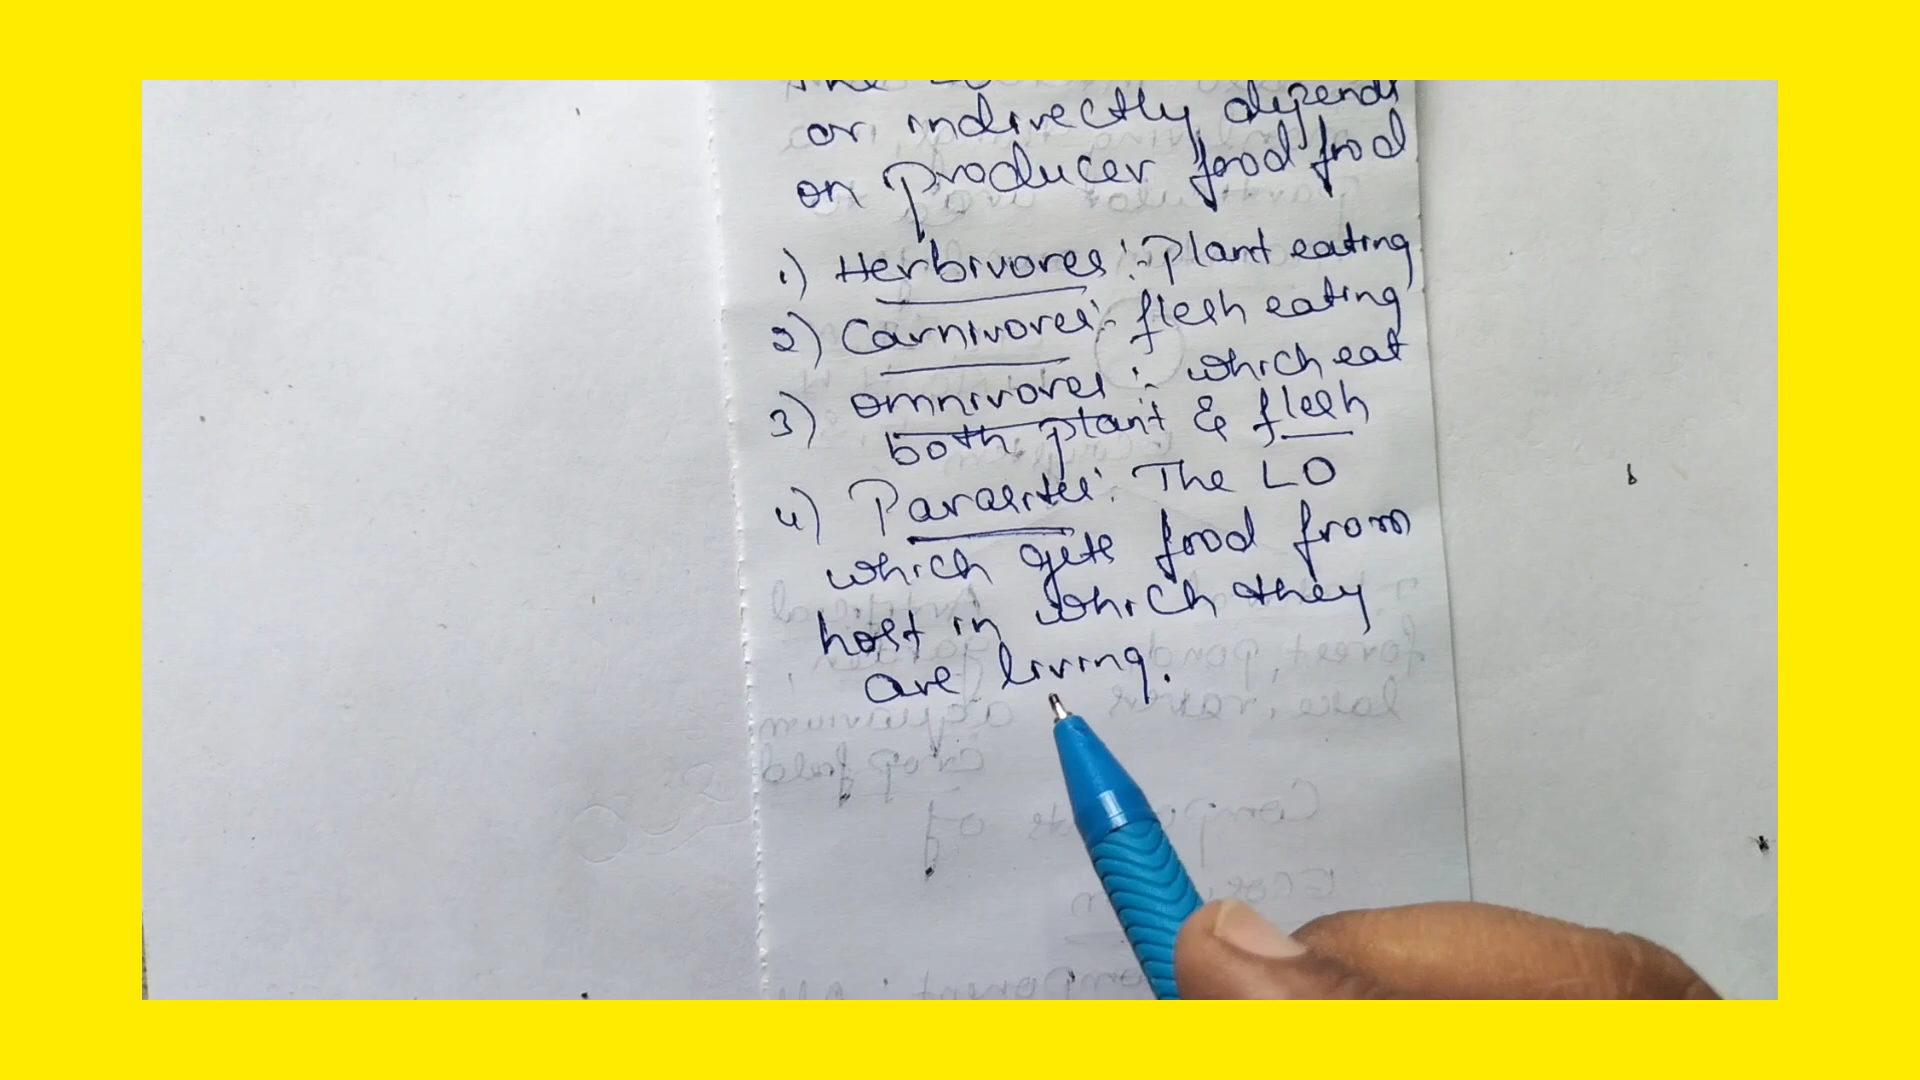 or indirectly depends
on producer food frod
1) Herbivores :- Plant eating
2) Carnivores :- flesh eating
3) omnivores :- which eat
both plant & flesh
4) Parasites : The LO
which gets food from
host in which they
are living.